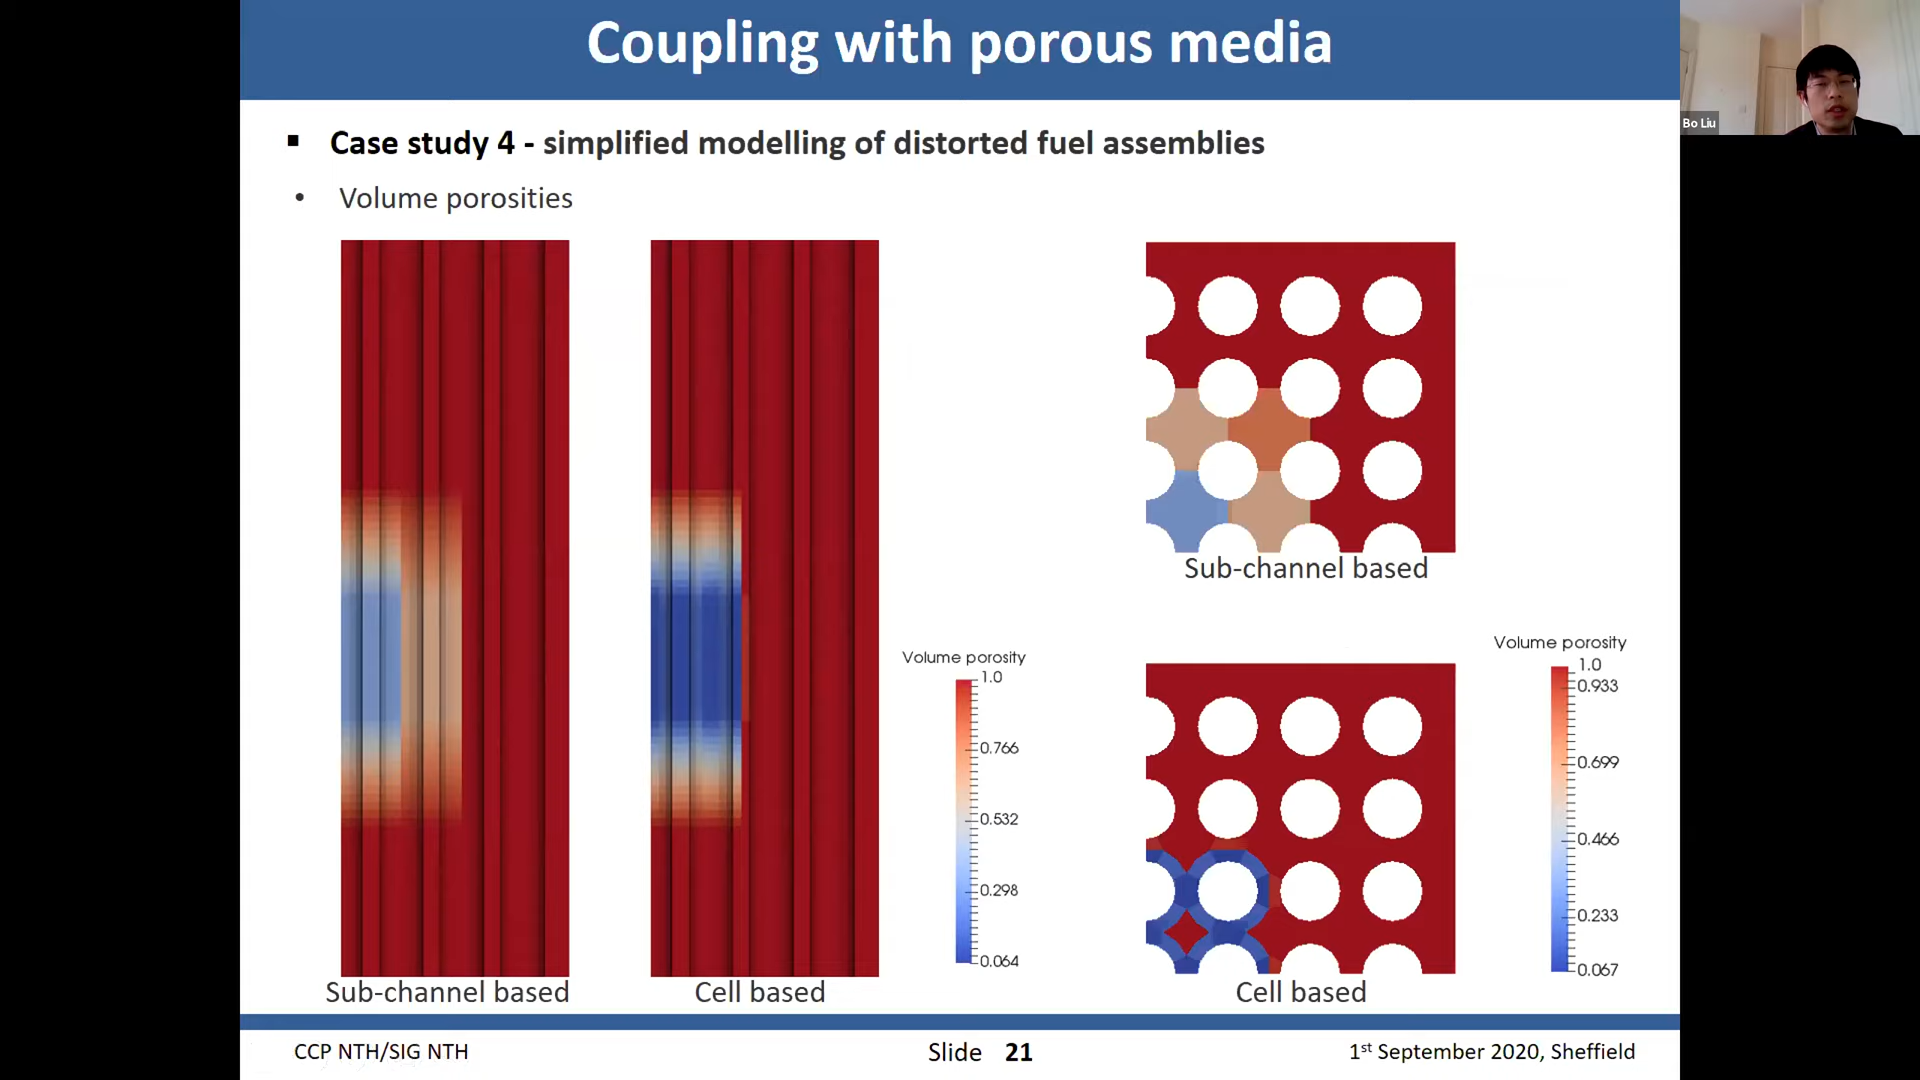 Coupling with porous media
Bo Liu
▪ Case study 4 - simplified modelling of distorted fuel assemblies
• Volume porosities
Sub-channel based
Cell based
Volume porosity
1.0
0.766
0.532
0.298
0.064
Sub-channel based
Volume porosity
1.0
0.933
0.699
0.466
0.233
0.067
Cell based
CCP NTH/SIG NTH
Slide 21
1st September 2020, Sheffield